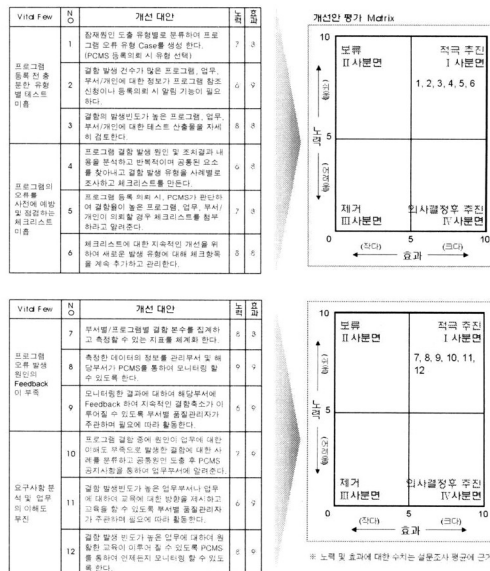 Vital Few NO 개선 대안 노력 효과
프로그램
등록 전 충
분한 유형
별 테스트
미흡
1
잠재원인 도출 유형별로 분류하여 프로
그램 오류 유형 Case를 생성 한다.
(PCMS 등록의뢰 시 유형 선택)
7 8
2
결함 발생 건수가 많은 프로그램, 업무,
부서/개인에 대한 정보가 프로그램 참조
신청이나 등록의뢰 시 알림 기능이 필요
하다.
6 9
3
결함의 발생빈도가 높은 프로그램, 업무,
부서/개인에 대한 테스트 산출물을 자세
히 검토한다.
8 8
프로그램의
오류를
사전에 예방
및 점검하는
체크리스트
미흡
4
프로그램 결함 발생 원인 및 조치결과 내
용을 분석하고 반복적이며 공통된 요소
를 찾아내고 결함 발생 유형을 사례별로
조사하고 체크리스트를 만든다.
6 8
5
프로그램 등록 의뢰 시, PCMS가 판단하
여 결함율이 높은 프로그램, 업무, 부서/
개인이 의뢰할 경우 체크리스트를 첨부
하라고 알려준다.
7 8
6
체크리스트에 대한 지속적인 개선을 위
하여 새로운 발생 유형에 대해 체크항목
을 계속 추가하고 관리한다.
8 8
개선안 평가 Matrix
10
보류 적극 추진
II 사분면 I 사분면
1, 2, 3, 4, 5, 6
(쉬움)
노력
5
(어려움)
제거 의사결정후 추진
III사분면 IV사분면
0 5 10
(작다) (크다)
효과
Vital Few NO 개선 대안 노력 효과
프로그램
오류 발생
원인의
Feedback
이 부족
7
부서별/프로그램별 결함 본수를 집계하
고 측정할 수 있는 지표를 체계화 한다.
8
측정한 데이터의 정보를 관리부서 및 해
당부서가 PCMS를 통하여 모니터링 할
수 있도록 한다.
9
모니터링한 결과에 대하여 해당부서에
Feedback 하여 지속적인 결함축소가 이
루어질 수 있도록 부서별 품질관리자가
주관하며 필요에 따라 활동한다.
요구사항 분
석 및 업무
의 이해도
부진
10
프로그램 결함 중에 원인이 업무에 대한
이해도 부족으로 발생한 결함에 대한 사
례를 분류하고 공통원인 도출 후 PCMS
공지사항을 통하여 업무부서에 알려준다.
7 9
11
결함 발생빈도가 높은 업무부서나 업무
에 대하여 교육에 대한 방향을 제시하고
교육을 할 수 있도록 부서별 품질관리자
가 주관하며 필요에 따라 활동한다.
6 9
12
결함 발생 빈도가 높은 업무에 대하여 원
활한 교육이 이루어 질 수 있도록 PCMS
를 통하여 언제든지 모니터링 할 수 있도
록 한다.
8 9
10
보류 적극 추진
II 사분면 I 사분면
7, 8, 9, 10, 11,
12
(쉬움)
노력
5
(어려움)
제거 의사결정후 추진
III사분면 IV사분면
0 5 10
(작다) (크다)
효과
※ 노력 및 효과에 대한 수치는 설문조사 평균에 근거